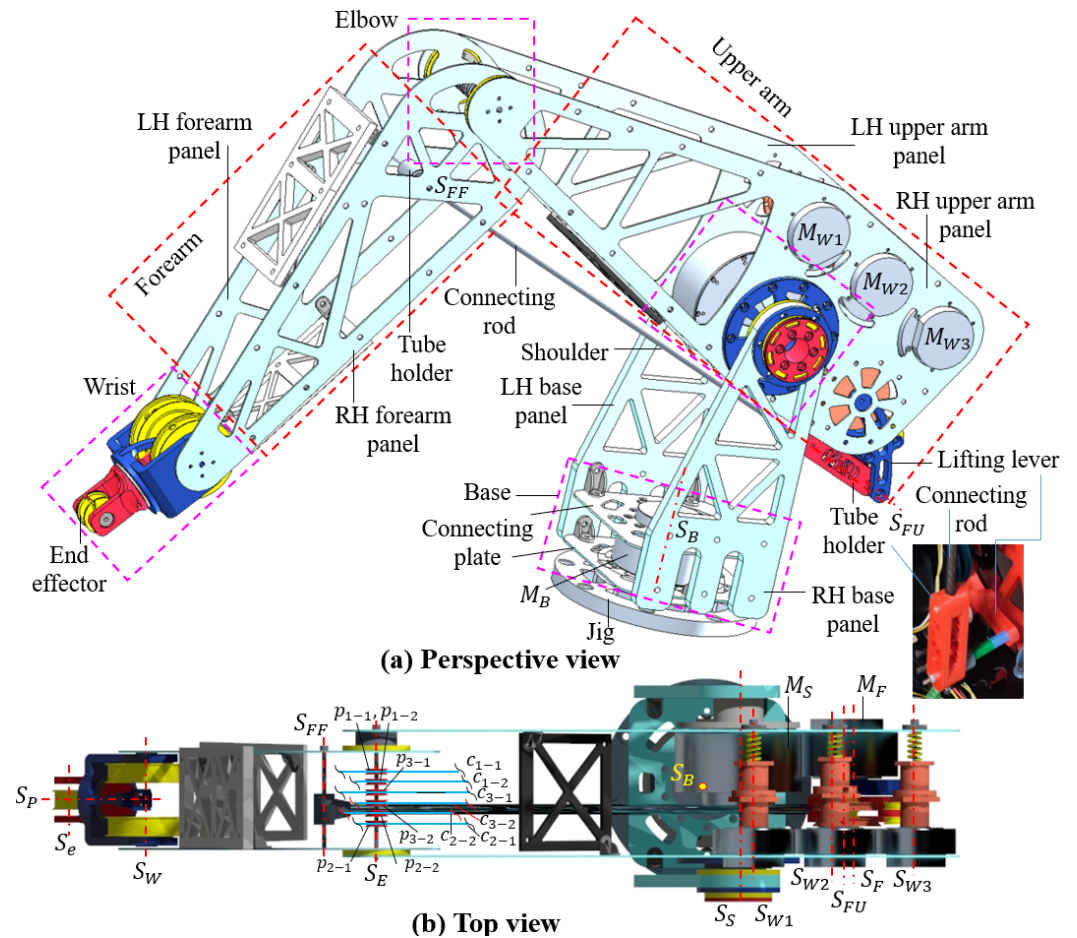 Elbow
Upper arm
LH forearm
panel
LH upper arm
panel
S_FF
RH upper arm
panel
M_W1
Forearm
M_W2
Connecting
rod
M_W3
Tube
holder
Shoulder
Wrist
LH base
panel
RH forearm
panel
Lifting lever
Base
Connecting
rod
Connecting
plate
S_B
S_FU
Tube
holder
End
effector
M_B
RH base
panel
Jig
(a) Perspective view
M_S
M_F
p_1−1, p_1−2
S_FF
p_3−1
c_1−1
c_1−2
S_B
c_3−1
S_P
c_3−2
p_3−2
c_2−2
c_2−1
S_e
p_2−1
p_2−2
S_W
S_E
S_W2
S_F
S_W3
S_FU
S_S
S_W1
(b) Top view